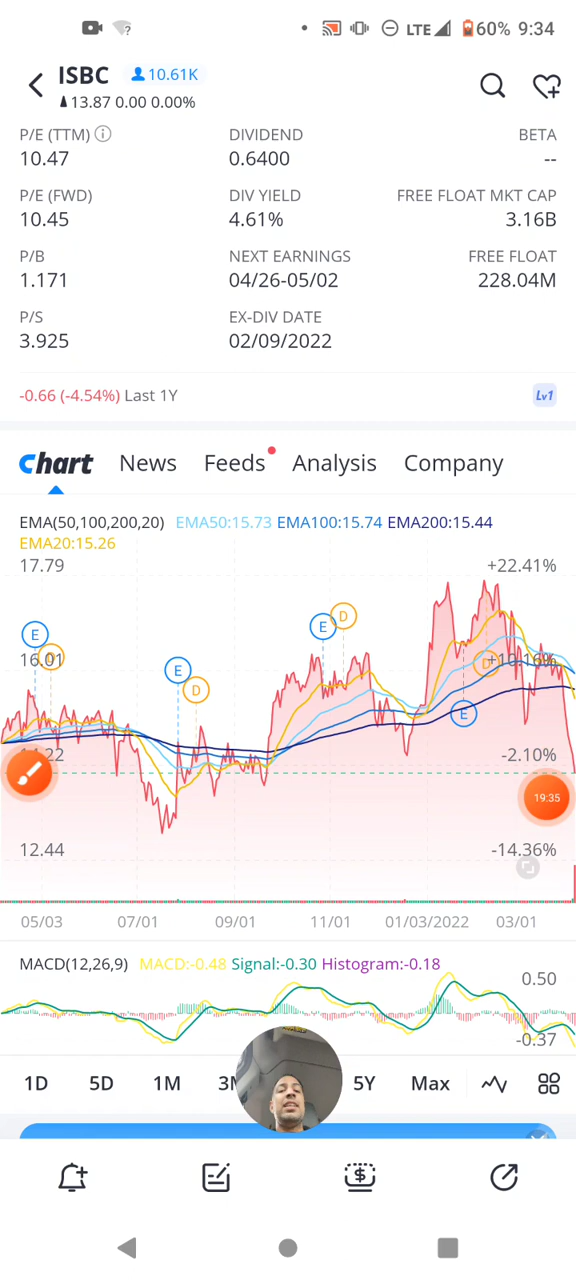 LTE 60% 9:34
ISBC 10.61K
13.87 0.00 0.00%
P/E (TTM) DIVIDEND BETA
10.47 0.6400 --
P/E (FWD) DIV YIELD FREE FLOAT MKT CAP
10.45 4.61% 3.16B
P/B NEXT EARNINGS FREE FLOAT
1.171 04/26-05/02 228.04M
P/S EX-DIV DATE
3.925 02/09/2022
-0.66 (-4.54%) Last 1Y Lv1
Chart News Feeds Analysis Company
EMA(50,100,200,20) EMA50:15.73 EMA100:15.74 EMA200:15.44
EMA20:15.26
17.79 +22.41%
E D E D E D E D
16.01 +10.16%
14.22 -2.10%
19:35
12.44 -14.36%
05/03 07/01 09/01 11/01 01/03/2022 03/01
MACD(12,26,9) MACD:-0.48 Signal:-0.30 Histogram:-0.18
0.50
-0.37
1D 5D 1M 5Y Max